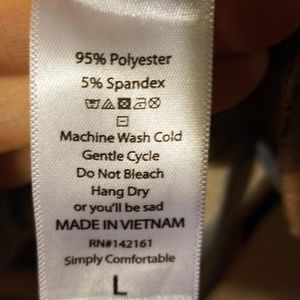 95% Polyester
5% Spandex
Machine Wash Cold
Gentle Cycle
Do Not Bleach
Hang Dry
or you'll be sad
MADE IN VIETNAM
RN#142161
Simply Comfortable
L